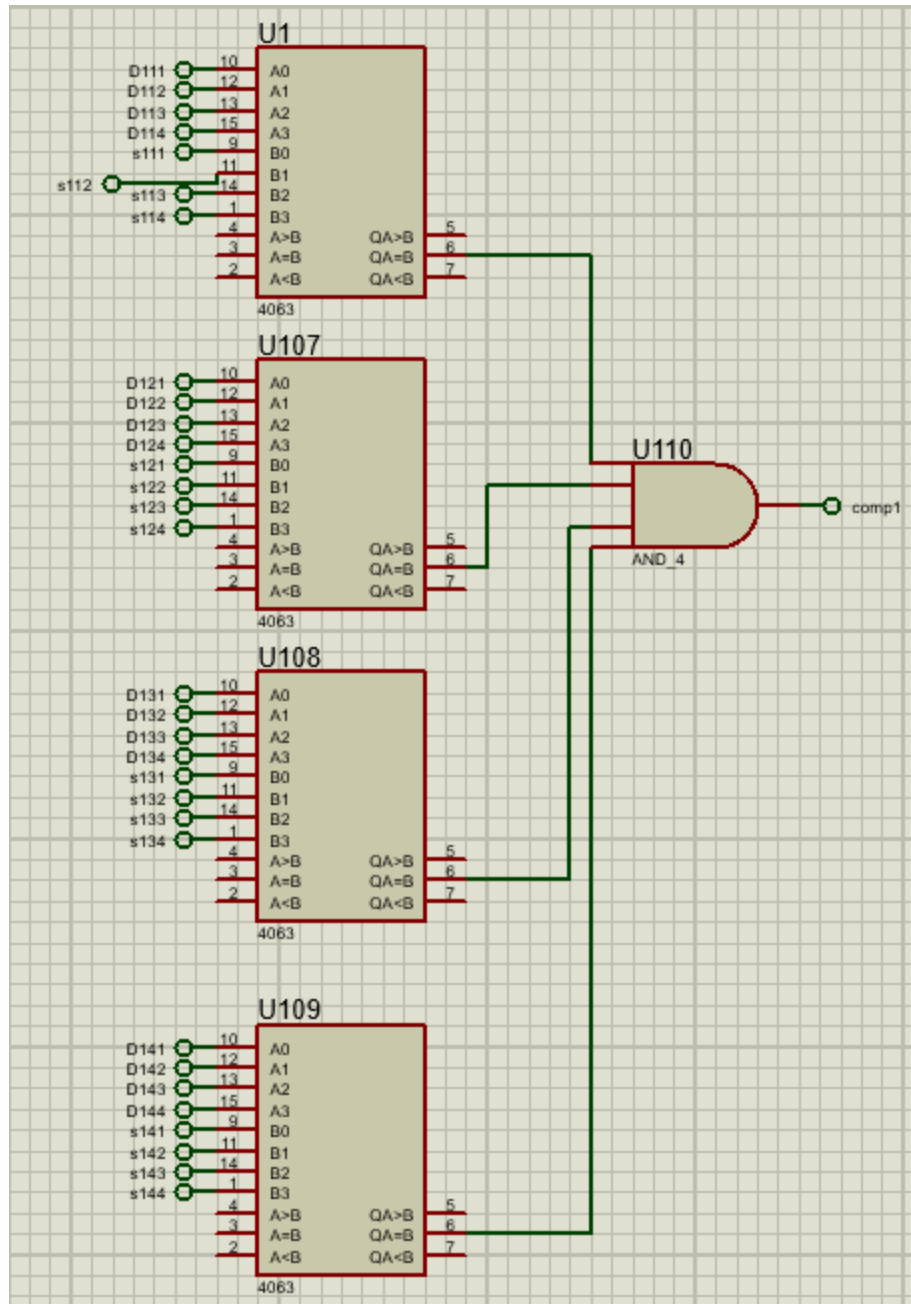 U1
D111 10 A0
D112 12 A1
D113 13 A2
D114 15 A3
s111 9 B0
s112 11 B1
s113 14 B2
s114 1 B3
4 A>B QA>B 5
3 A=B QA=B 6
2 A<B QA<B 7
4063
U107
D121 10 A0
D122 12 A1
D123 13 A2
D124 15 A3
s121 9 B0
s122 11 B1
s123 14 B2
s124 1 B3
4 A>B QA>B 5
3 A=B QA=B 6
2 A<B QA<B 7
4063
U110
comp1
AND_4
U108
D131 10 A0
D132 12 A1
D133 13 A2
D134 15 A3
s131 9 B0
s132 11 B1
s133 14 B2
s134 1 B3
4 A>B QA>B 5
3 A=B QA=B 6
2 A<B QA<B 7
4063
U109
D141 10 A0
D142 12 A1
D143 13 A2
D144 15 A3
s141 9 B0
s142 11 B1
s143 14 B2
s144 1 B3
4 A>B QA>B 5
3 A=B QA=B 6
2 A<B QA<B 7
4063